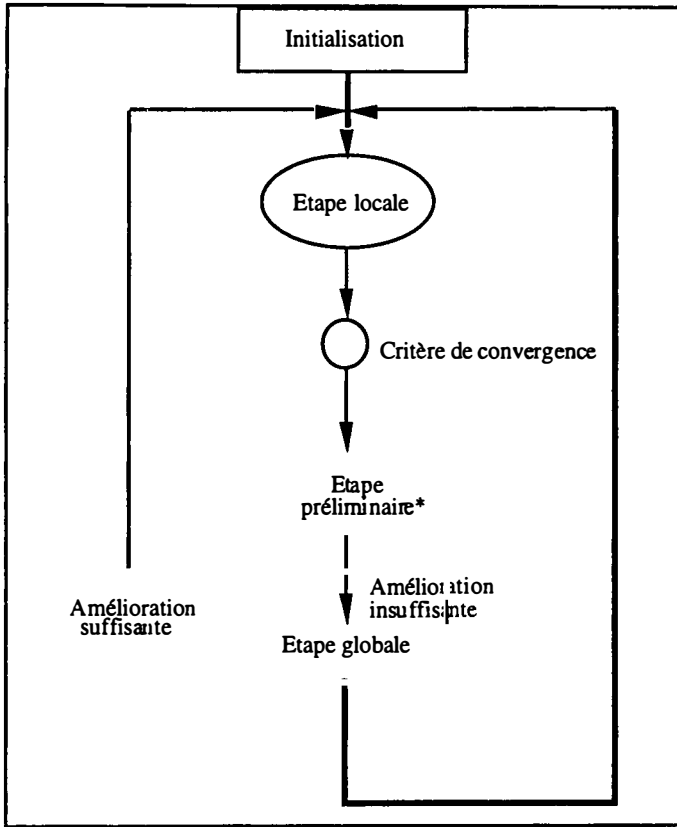 Initialisation
Etape locale
Critère de convergence
Etape
préliminaire*
Amélioration
insuffisante
Amélioration
suffisante
Etape globale